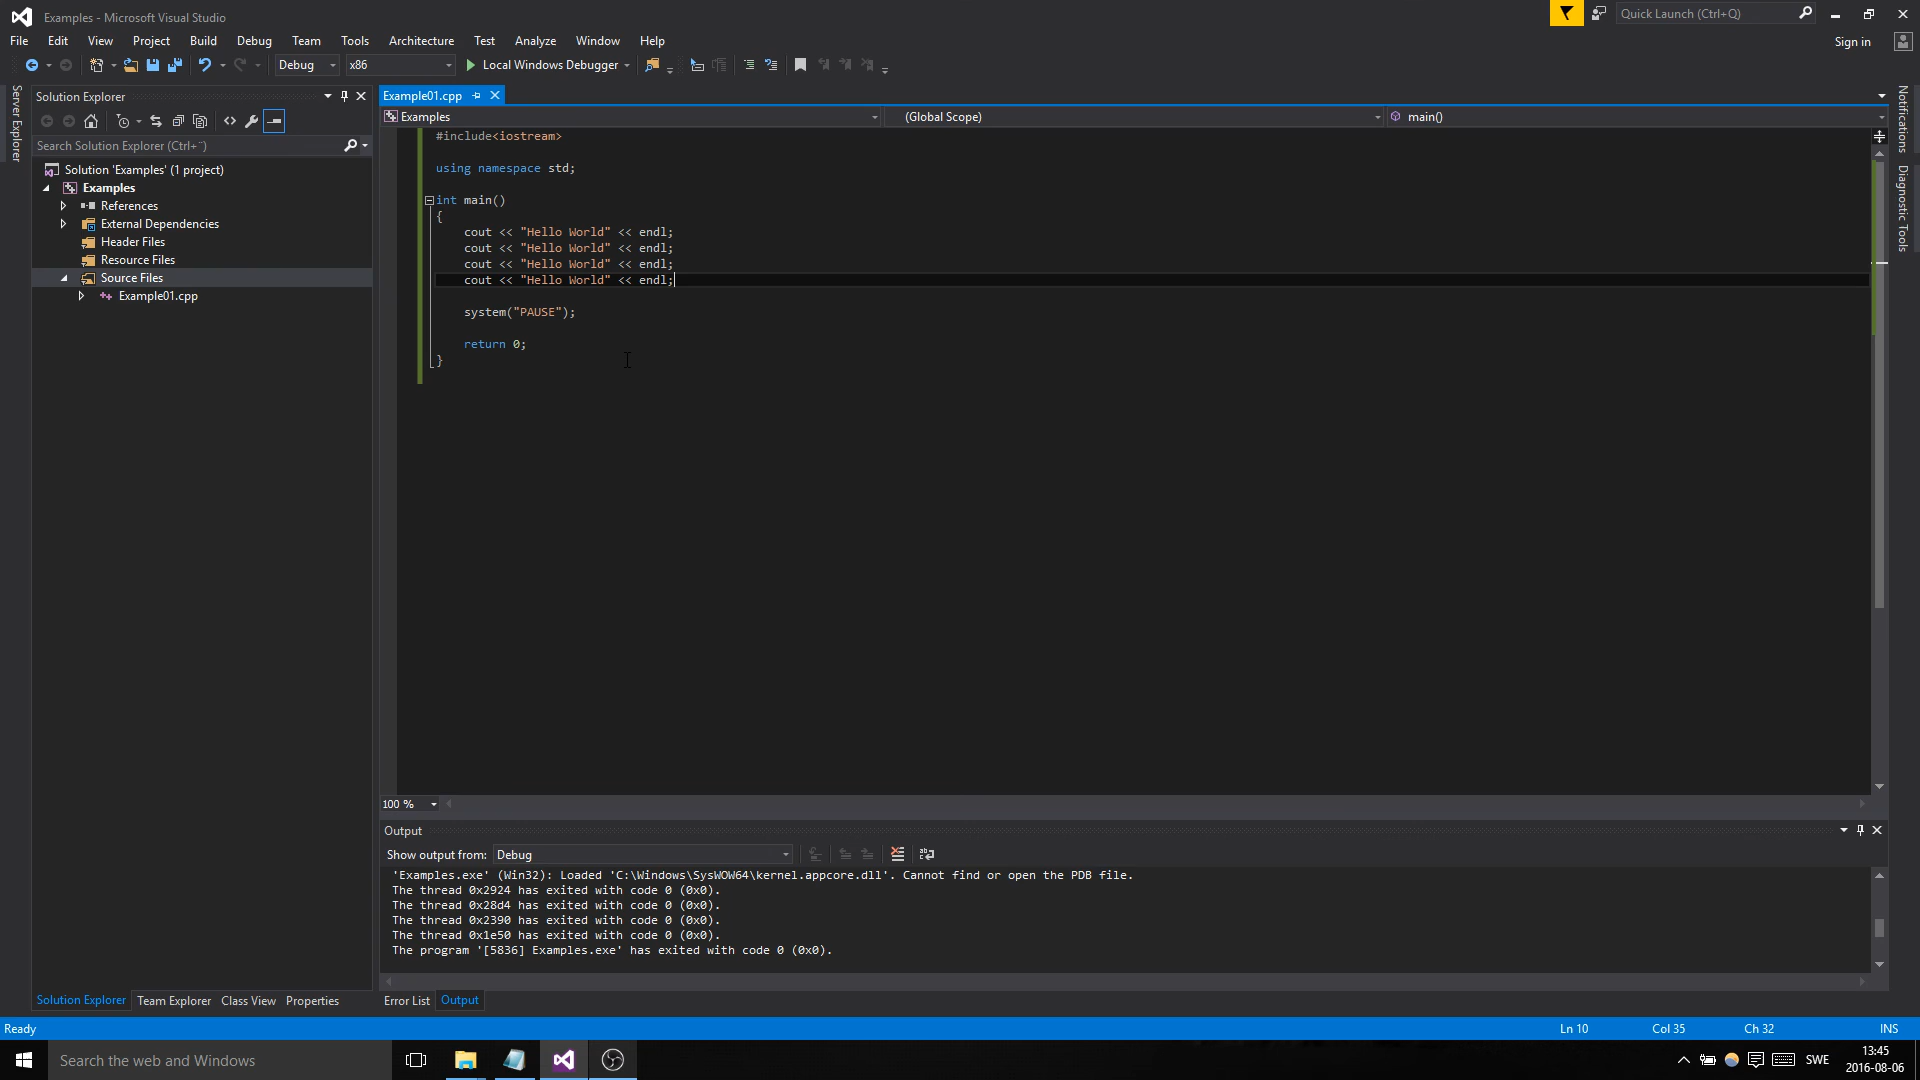 Examples - Microsoft Visual Studio
Quick Launch (Ctrl+Q)
File Edit View Project Build Debug Team Tools Architecture Test Analyze Window Help
Sign in
Debug x86 Local Windows Debugger
Server Explorer
Solution Explorer
Search Solution Explorer (Ctrl+¨)
Solution 'Examples' (1 project)
Examples
References
External Dependencies
Header Files
Resource Files
Source Files
Example01.cpp
Solution Explorer Team Explorer Class View Properties
Example01.cpp
Examples (Global Scope) main()
#include<iostream>
using namespace std;
int main()
{
cout << "Hello World" << endl;
cout << "Hello World" << endl;
cout << "Hello World" << endl;
cout << "Hello World" << endl;
system("PAUSE");
return 0;
}
100 %
Notifications
Diagnostic Tools
Output
Show output from: Debug
'Examples.exe' (Win32): Loaded 'C:\Windows\SysWOW64\kernel.appcore.dll'. Cannot find or open the PDB file.
The thread 0x2924 has exited with code 0 (0x0).
The thread 0x28d4 has exited with code 0 (0x0).
The thread 0x2390 has exited with code 0 (0x0).
The thread 0x1e50 has exited with code 0 (0x0).
The program '[5836] Examples.exe' has exited with code 0 (0x0).
Error List Output
Ready Ln 10 Col 35 Ch 32 INS
Search the web and Windows
SWE
13:45
2016-08-06